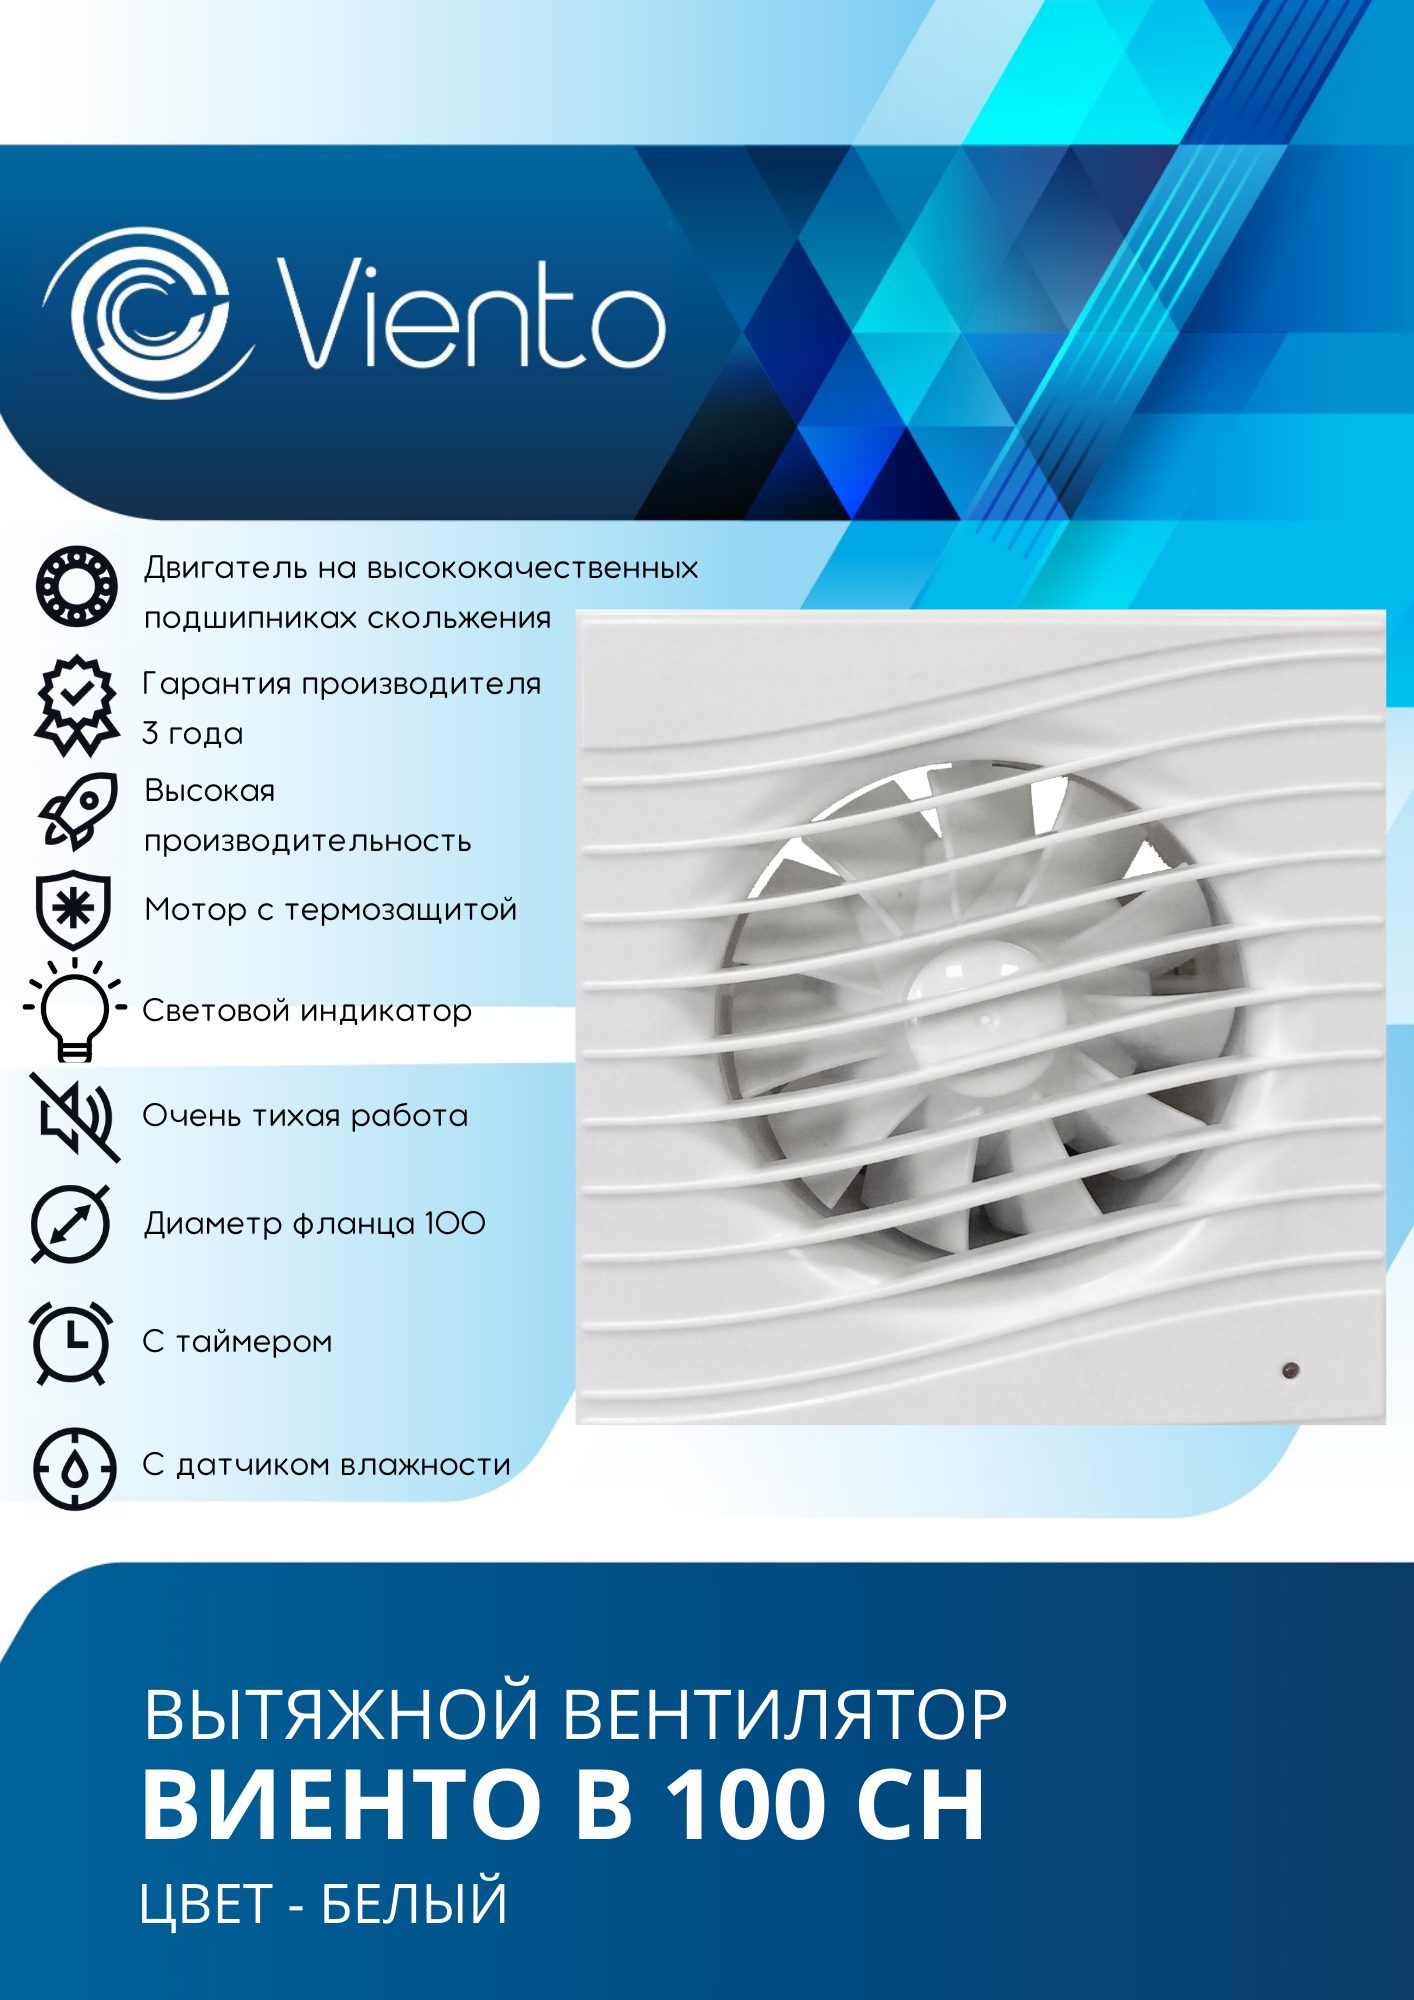 Viento
Двигатель на высококачественных
подшипниках скольжения
Гарантия производителя
3 года
Высокая
производительность
Мотор с термозащитой
Световой индикатор
Очень тихая работа
Диаметр фланца 100
С таймером
С датчиком влажности
ВЫТЯЖНОЙ ВЕНТИЛЯТОР
ВИЕНТО В 100 СН
ЦВЕТ - БЕЛЫЙ